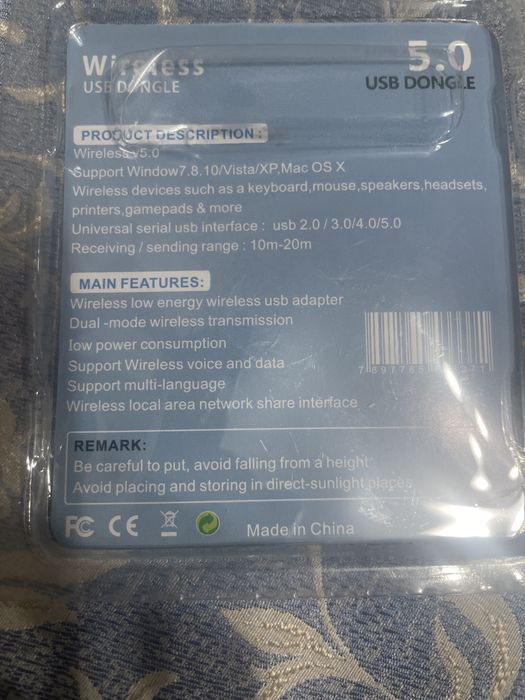 Wireless
USB DONGLE
5.0
USB DONGLE
PRODUCT DESCRIPTION :
Wireless v5.0
Support Window7.8.10/Vista/XP,Mac OS X
Wireless devices such as a keyboard,mouse,speakers,headsets,
printers,gamepads & more
Universal serial usb interface : usb 2.0 / 3.0/4.0/5.0
Receiving / sending range : 10m-20m
MAIN FEATURES:
Wireless low energy wireless usb adapter
Dual -mode wireless transmission
low power consumption
Support Wireless voice and data
Support multi-language
Wireless local area network share interface
REMARK:
Be careful to put, avoid falling from a height
Avoid placing and storing in direct-sunlight places
FC CE Made in China